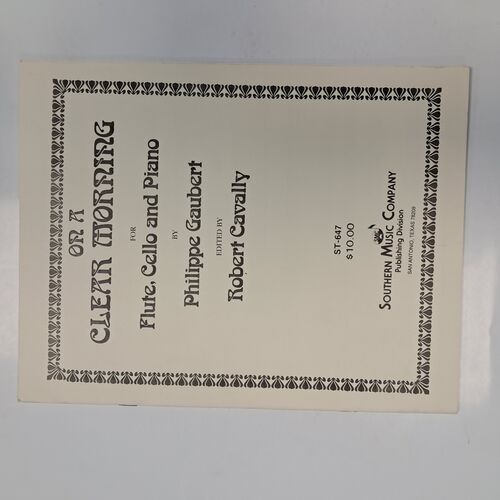 ON A
CLEAR MORNING
FOR
Flute, Cello and Piano
BY
Philippe Gaubert
EDITED BY
Robert Cavally
ST-647
$10.00
SMC
SOUTHERN MUSIC COMPANY
Publishing Division
SAN ANTONIO, TEXAS 78206